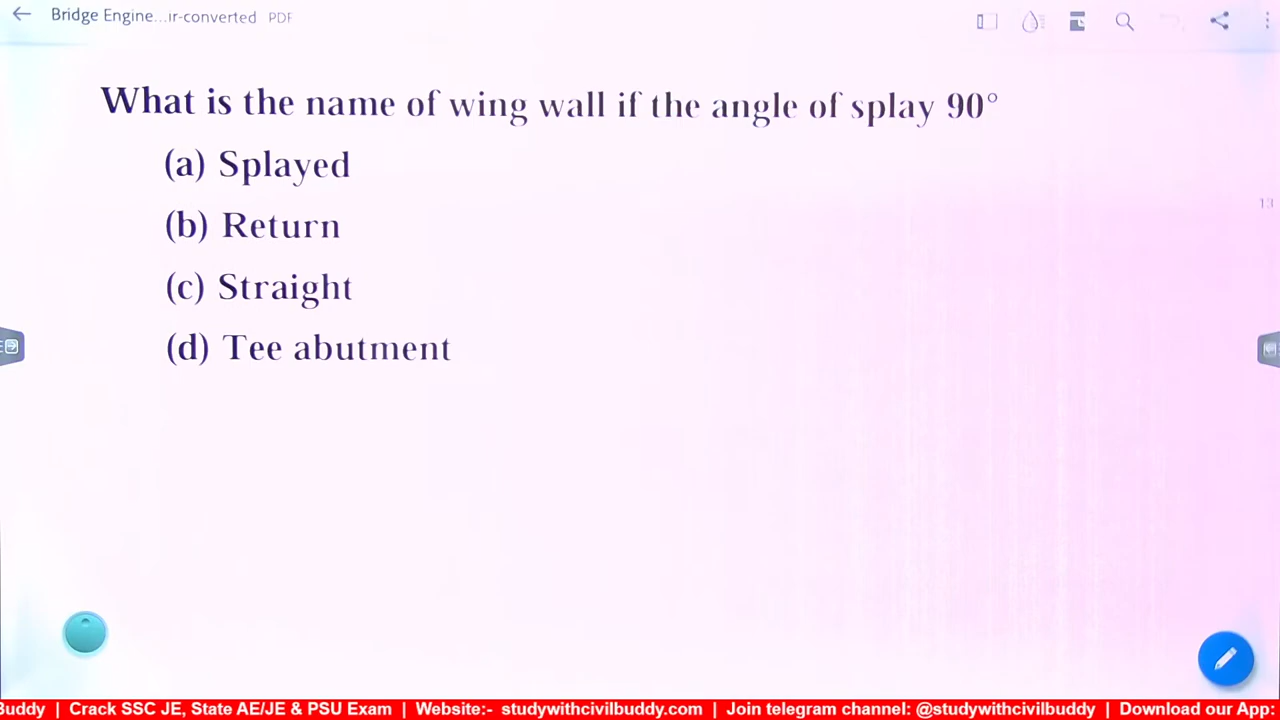 Bridge Engine...ir-converted PDF
What is the name of wing wall if the angle of splay 90°
(a) Splayed
13
(b) Return
(c) Straight
(d) Tee abutment
Buddy | Crack SSC JE, State AE/JE & PSU Exam | Website:- studywithcivilbuddy.com | Join telegram channel: @studywithcivilbuddy | Download our App: